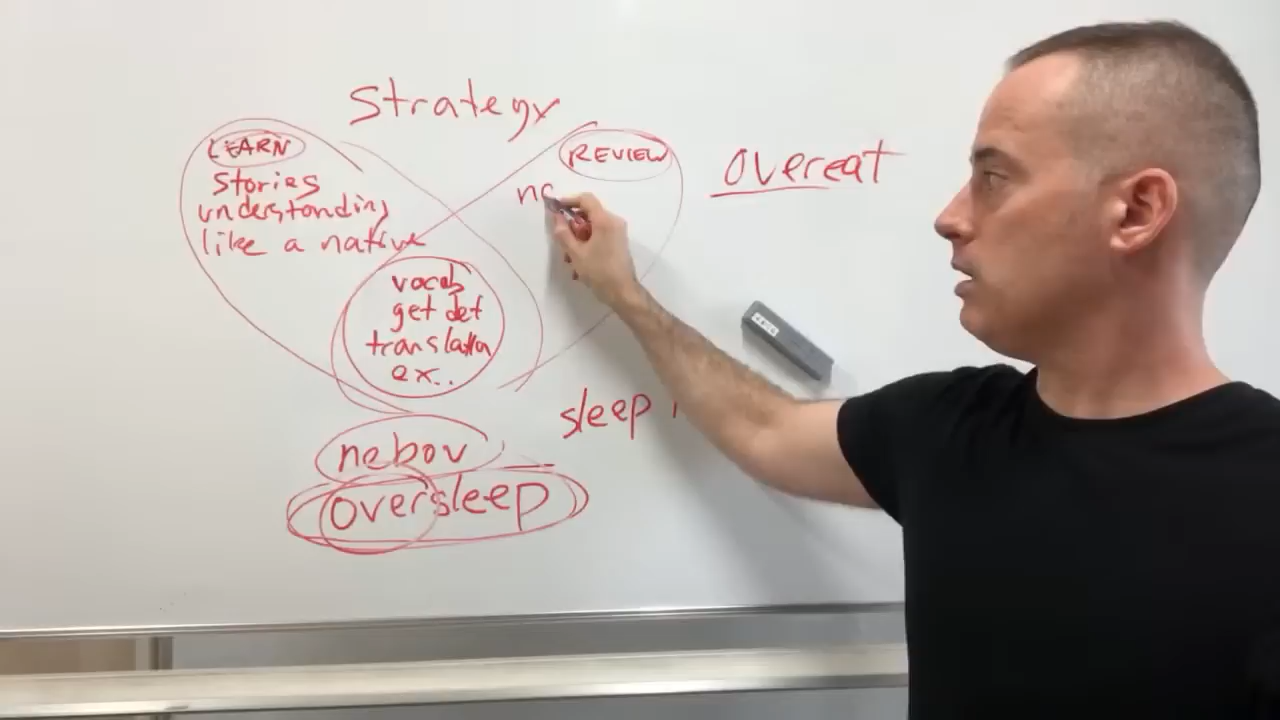 Strategy
LEARN
stories
understanding
like a native
REVIEW
overeat
vocab
get def
translation
ex..
sleep
nebov
oversleep